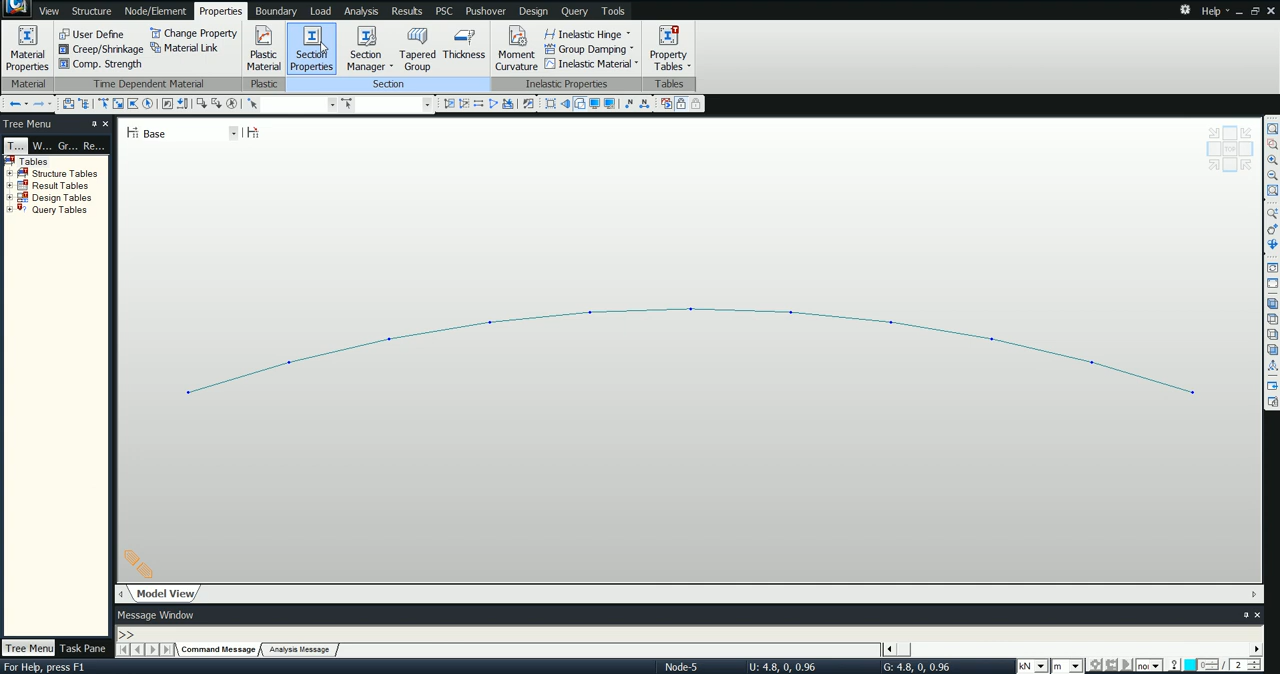 View Structure Node/Element Properties Boundary Load Analysis Results PSC Pushover Design Query Tools Help
Material Properties
User Define
Creep/Shrinkage
Comp. Strength
Change Property
Material Link
Plastic Material
Section Properties
Section Manager
Tapered Group
Thickness
Moment Curvature
Inelastic Hinge
Group Damping
Inelastic Material
Property Tables
Material Time Dependent Material Plastic Section Inelastic Properties Tables
Tree Menu
T... W... Gr... Re...
Base
TOP
Tables
Structure Tables
Result Tables
Design Tables
Query Tables
Model View
Message Window
>>
Tree Menu Task Pane
Command Message Analysis Message
For Help, press F1 Node-5 U: 4.8, 0, 0.96 G: 4.8, 0, 0.96 kN m noi ? 0 / 2